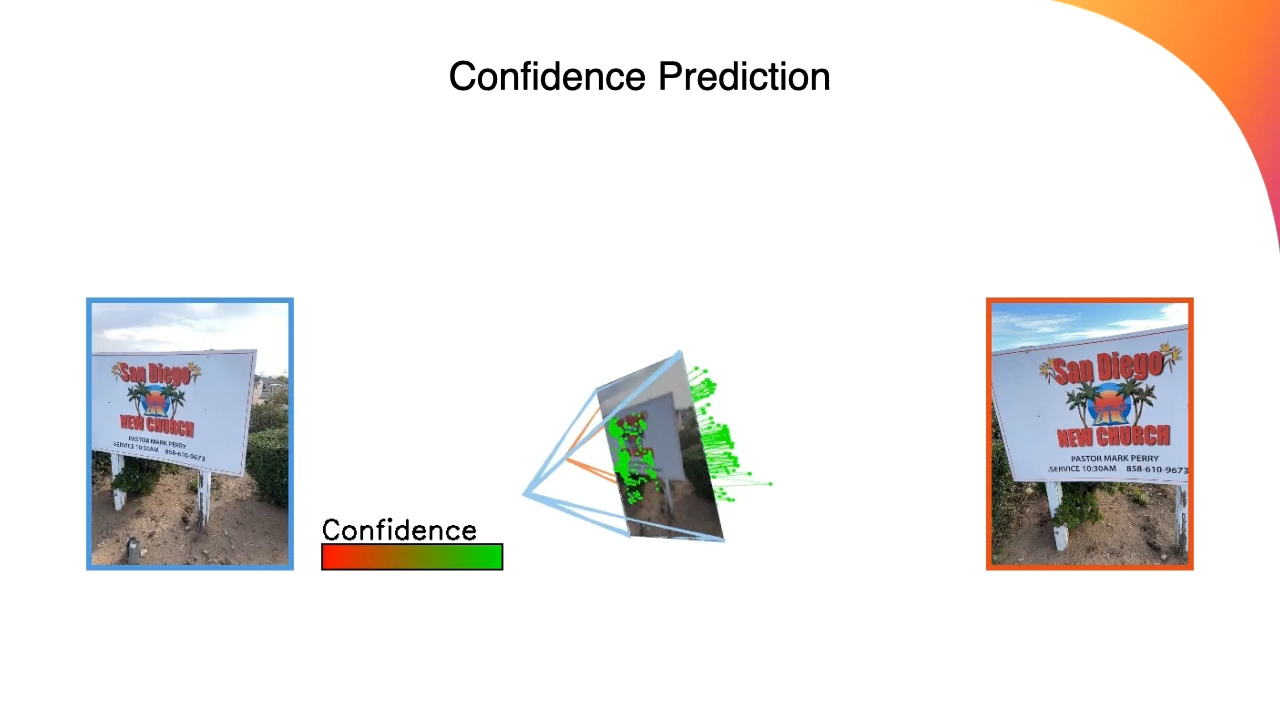 Confidence Prediction
San Diego
NEW CHURCH
PASTOR MARK PERRY
SERVICE 10:30AM 858-610-9673
Confidence
San Diego
NEW CHURCH
PASTOR MARK PERRY
SERVICE 10:30AM 858-610-9673